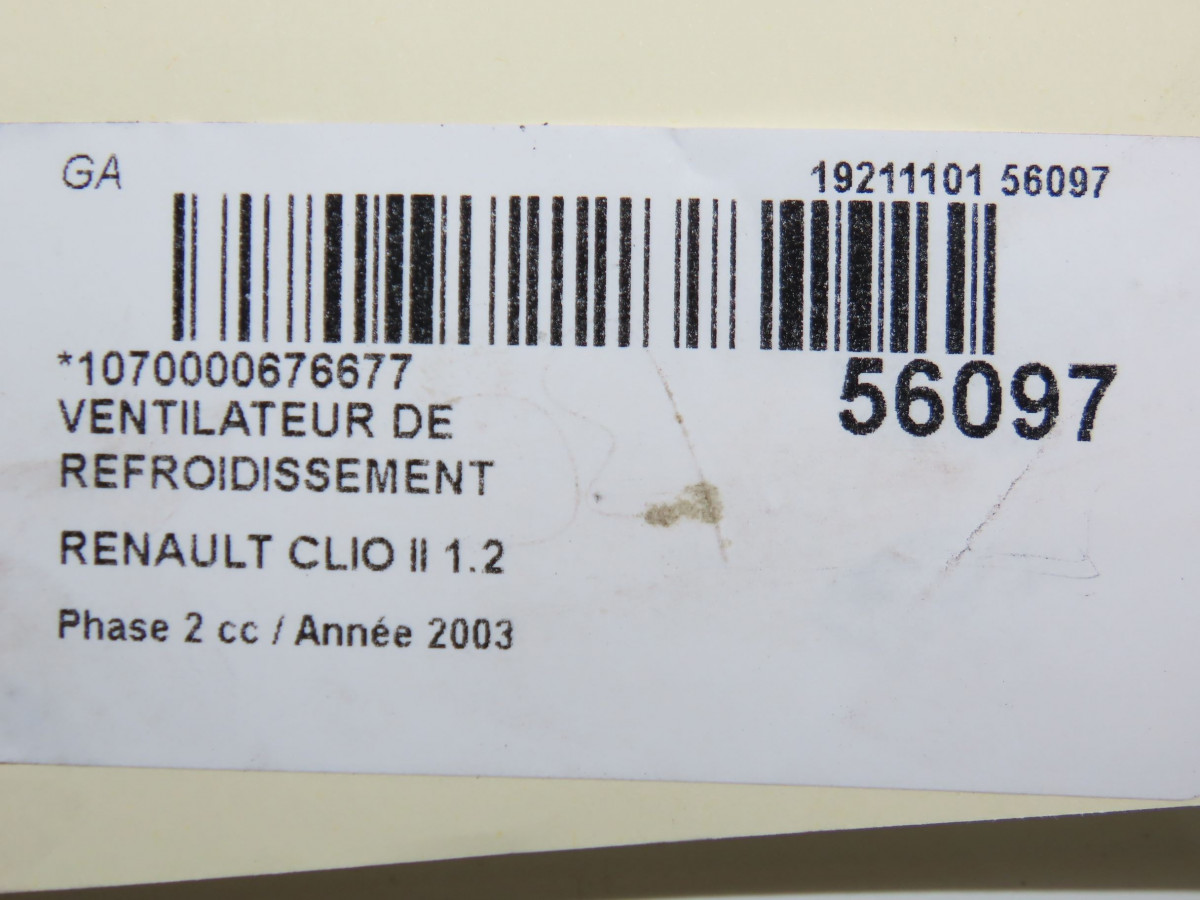 GA
19211101 56097
*1070000676677
56097
VENTILATEUR DE
REFROIDISSEMENT
RENAULT CLIO II 1.2
Phase 2 cc / Année 2003